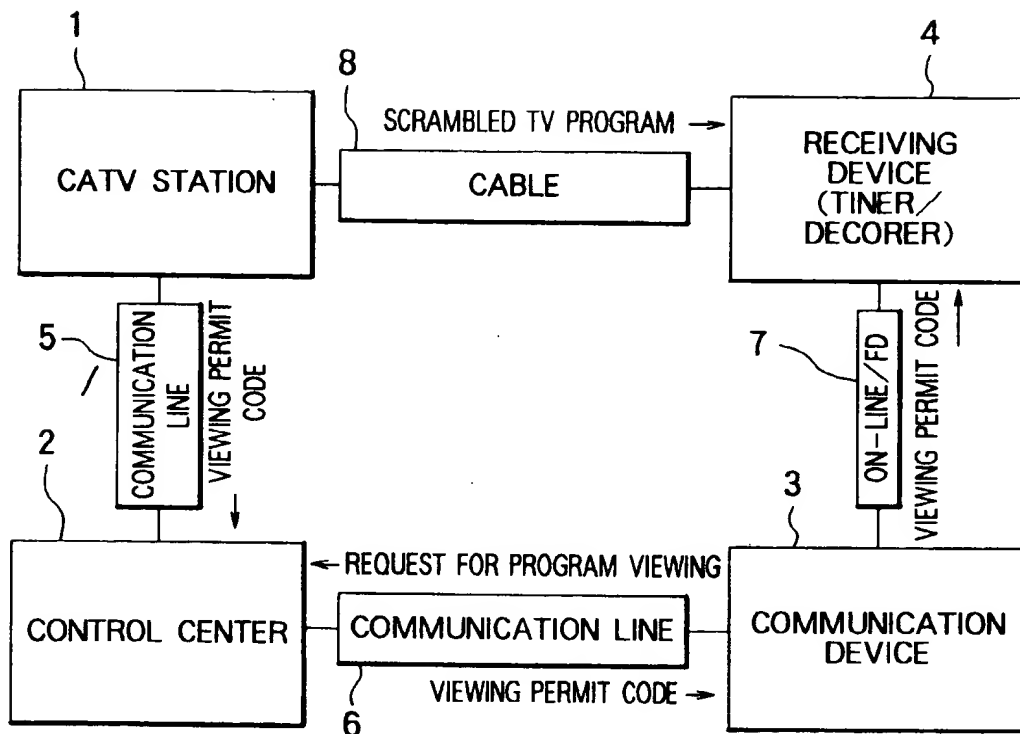 1
CATV STATION
8
SCRAMBLED TV PROGRAM →
CABLE
4
RECEIVING
DEVICE
(TINER/
DECORER)
5
COMMUNICATION
LINE
VIEWING PERMIT
CODE
→
7
ON-LINE/FD
VIEWING PERMIT CODE
→
2
CONTROL CENTER
← REQUEST FOR PROGRAM VIEWING
COMMUNICATION LINE
VIEWING PERMIT CODE →
6
3
COMMUNICATION
DEVICE